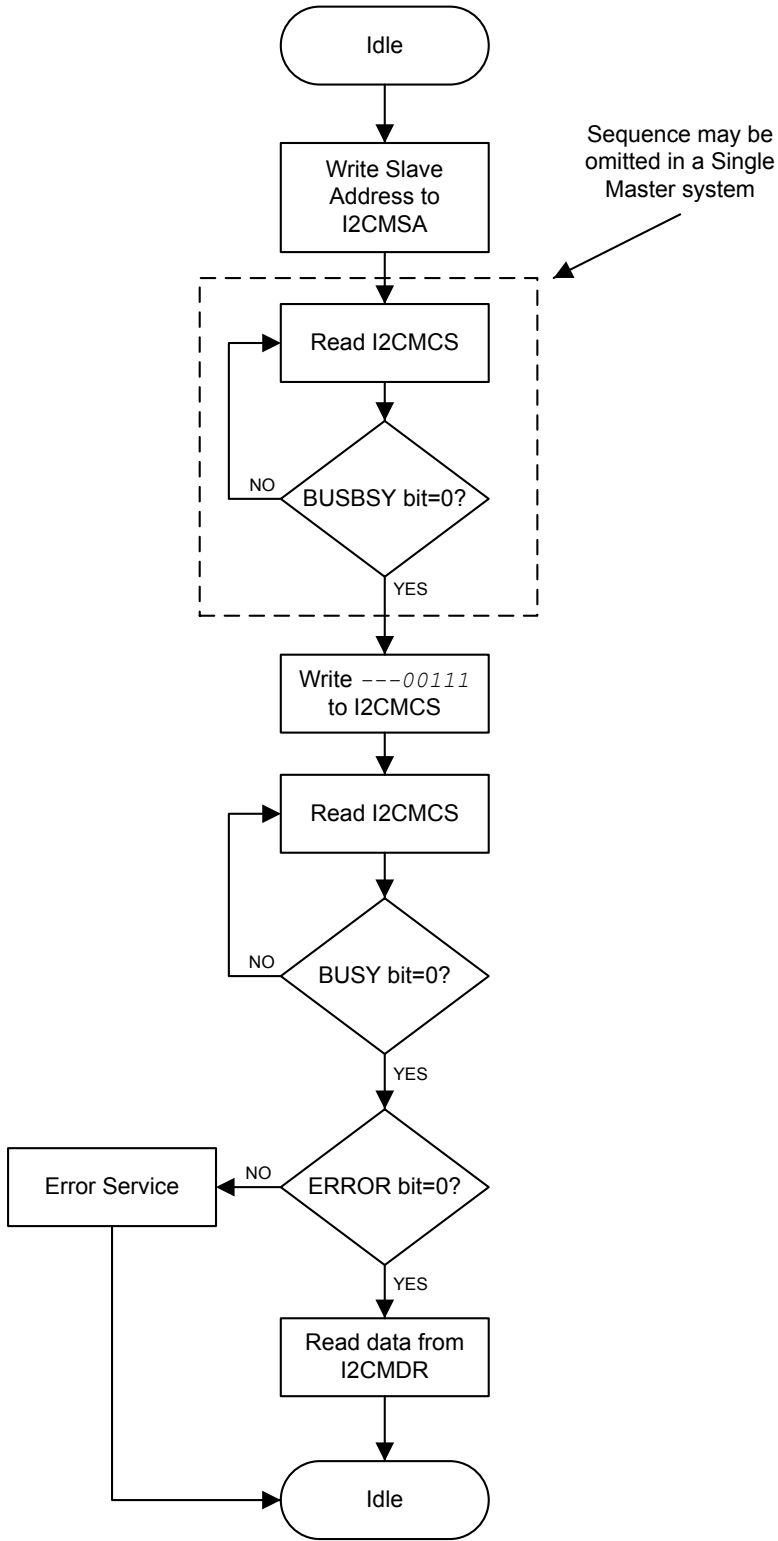 Idle
Sequence may be
omitted in a Single
Master system
Write Slave
Address to
I2CMSA
Read I2CMCS
BUSBSY bit=0?
NO
YES
Write ---00111
to I2CMCS
Read I2CMCS
BUSY bit=0?
NO
YES
ERROR bit=0?
NO
Error Service
YES
Read data from
I2CMDR
Idle